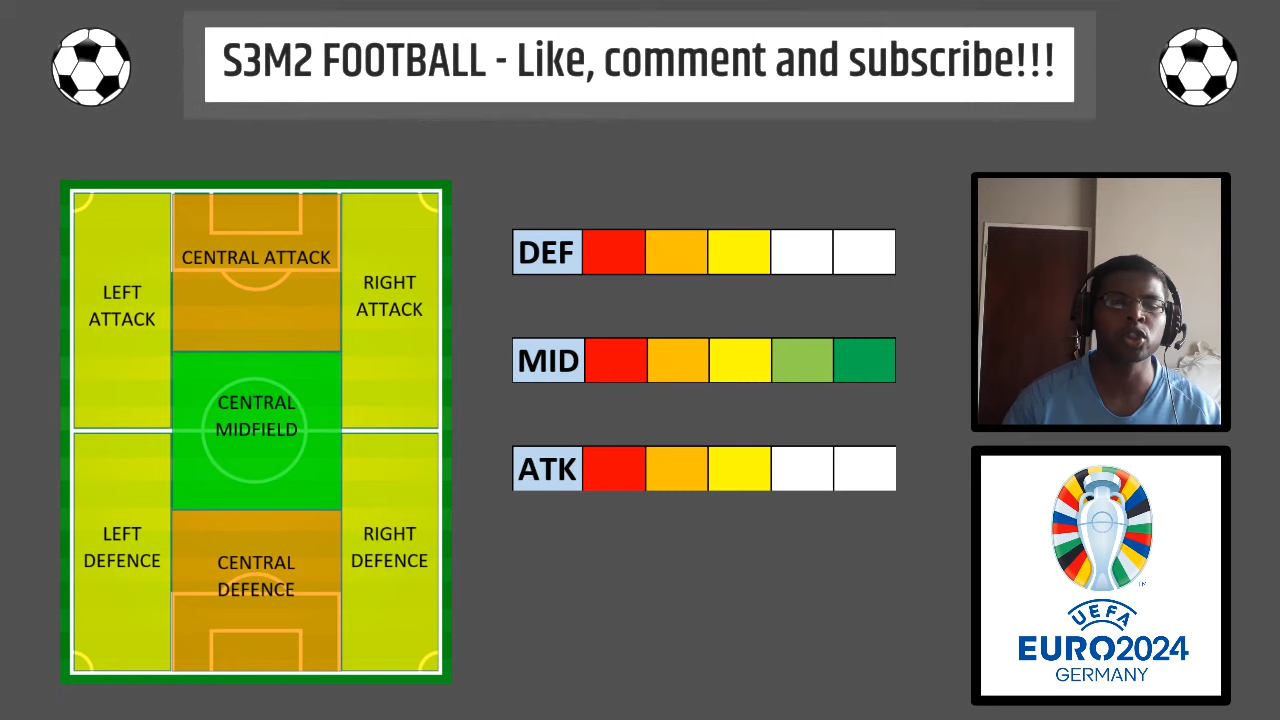 S3M2 FOOTBALL - Like, comment and subscribe!!!
CENTRAL ATTACK
LEFT
ATTACK
RIGHT
ATTACK
CENTRAL
MIDFIELD
LEFT
DEFENCE
CENTRAL
DEFENCE
RIGHT
DEFENCE
DEF
MID
ATK
UEFA
EURO2024
GERMANY
TM